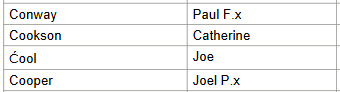 Conway Paul F.x
Cookson Catherine
Ćool Joe
Cooper Joel P.x